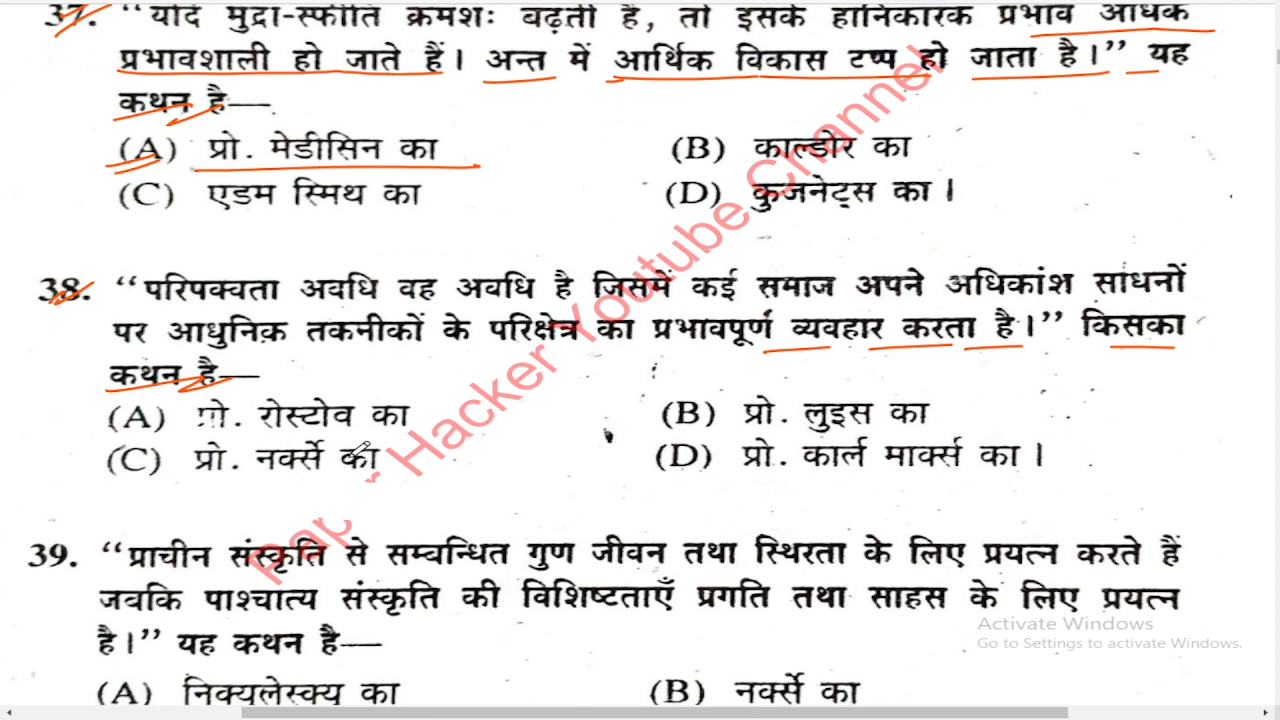 37. “यदि मुद्रा-स्फीति क्रमशः बढ़ती है, तो इसके हानिकारक प्रभाव अधिक
प्रभावशाली हो जाते हैं। अन्त में आर्थिक विकास टप्प हो जाता है।” यह
कथन है—
(A) प्रो. मेडीसिन का (B) काल्डोर का
(C) एडम स्मिथ का (D) कुजनेट्स का।
38. “परिपक्वता अवधि वह अवधि है जिसमें कई समाज अपने अधिकांश साधनों
पर आधुनिक तकनीकों के परिक्षेत्र का प्रभावपूर्ण व्यवहार करता है।” किसका
कथन है—
(A) प्रो. रोस्टोव का (B) प्रो. लुइस का
(C) प्रो. नर्क्से का (D) प्रो. कार्ल मार्क्स का।
39. “प्राचीन संस्कृति से सम्वन्धित गुण जीवन तथा स्थिरता के लिए प्रयत्न करते हैं
जवकि पाश्चात्य संस्कृति की विशिष्टताएँ प्रगति तथा साहस के लिए प्रयत्न
है।” यह कथन है—
(A) निक्यलेस्क्य का (B) नर्क्से का
Paper Hacker Youtube Channel
Activate Windows
Go to Settings to activate Windows.